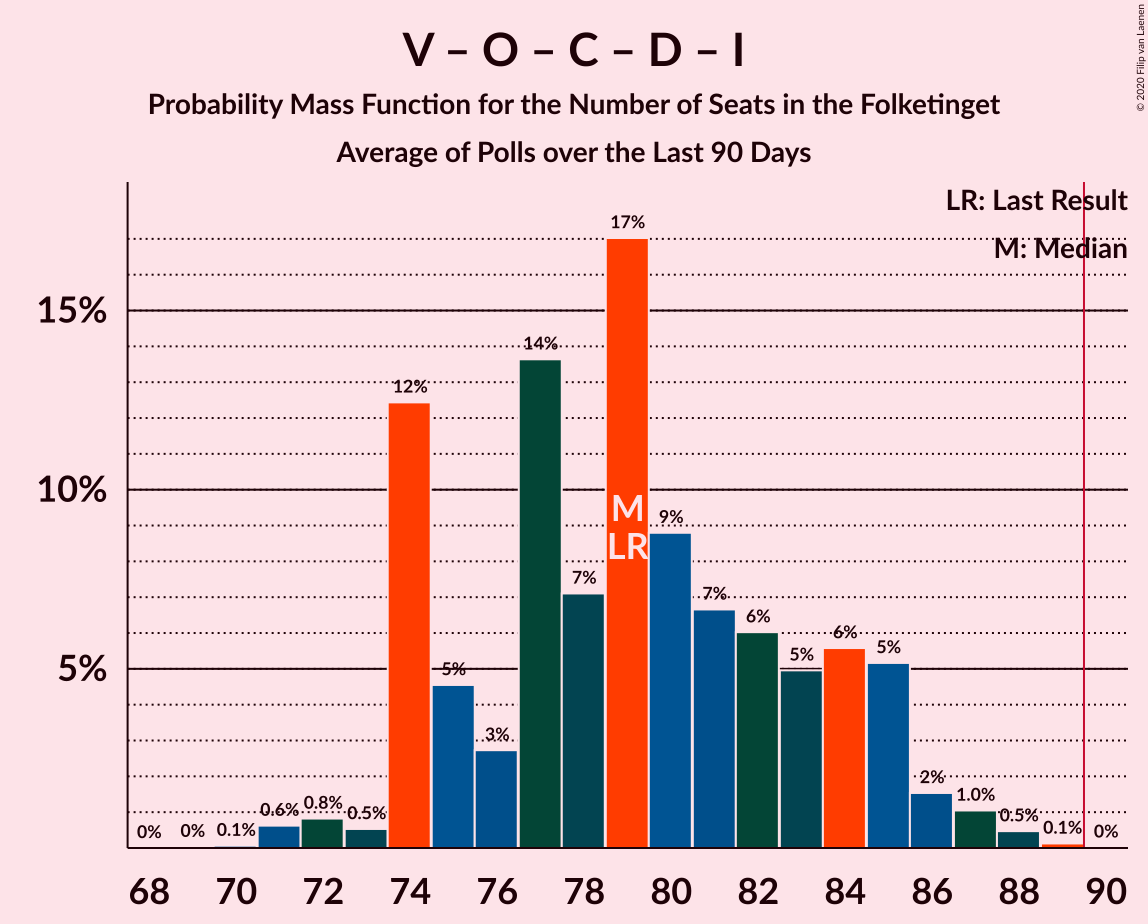 V – O – C – D – I
Probability Mass Function for the Number of Seats in the Folketinget
Average of Polls over the Last 90 Days
© 2020 Filip van Laenen
LR: Last Result
M: Median
15%
10%
5%
0%
0%
0.1%
0.6%
0.8%
0.5%
12%
5%
3%
14%
7%
17%
M
LR
9%
7%
6%
5%
6%
5%
2%
1.0%
0.5%
0.1%
0%
68 70 72 74 76 78 80 82 84 86 88 90